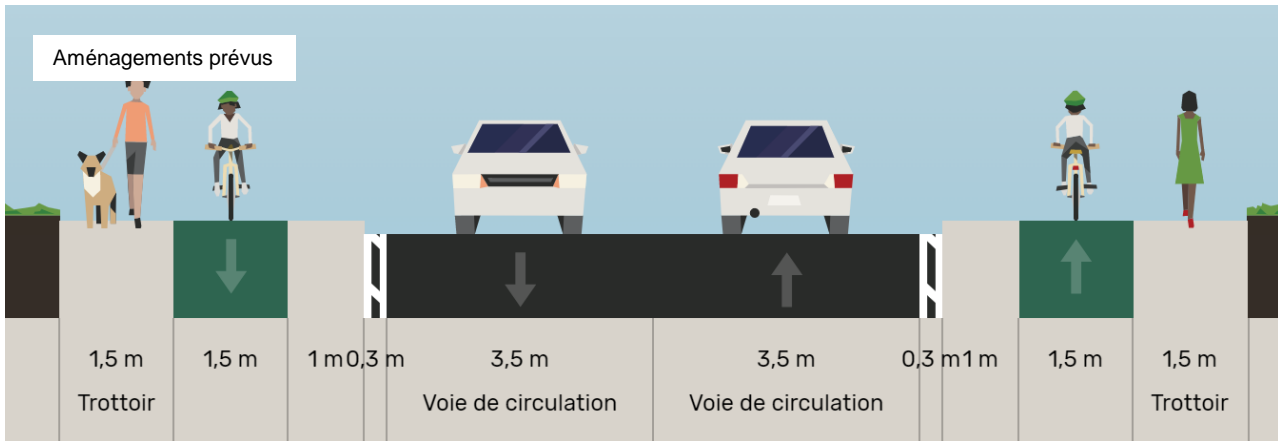 Aménagements prévus
1,5 m 1,5 m 1 m 0,3 m 3,5 m 3,5 m 0,3 m 1 m 1,5 m 1,5 m
Trottoir Voie de circulation Voie de circulation Trottoir